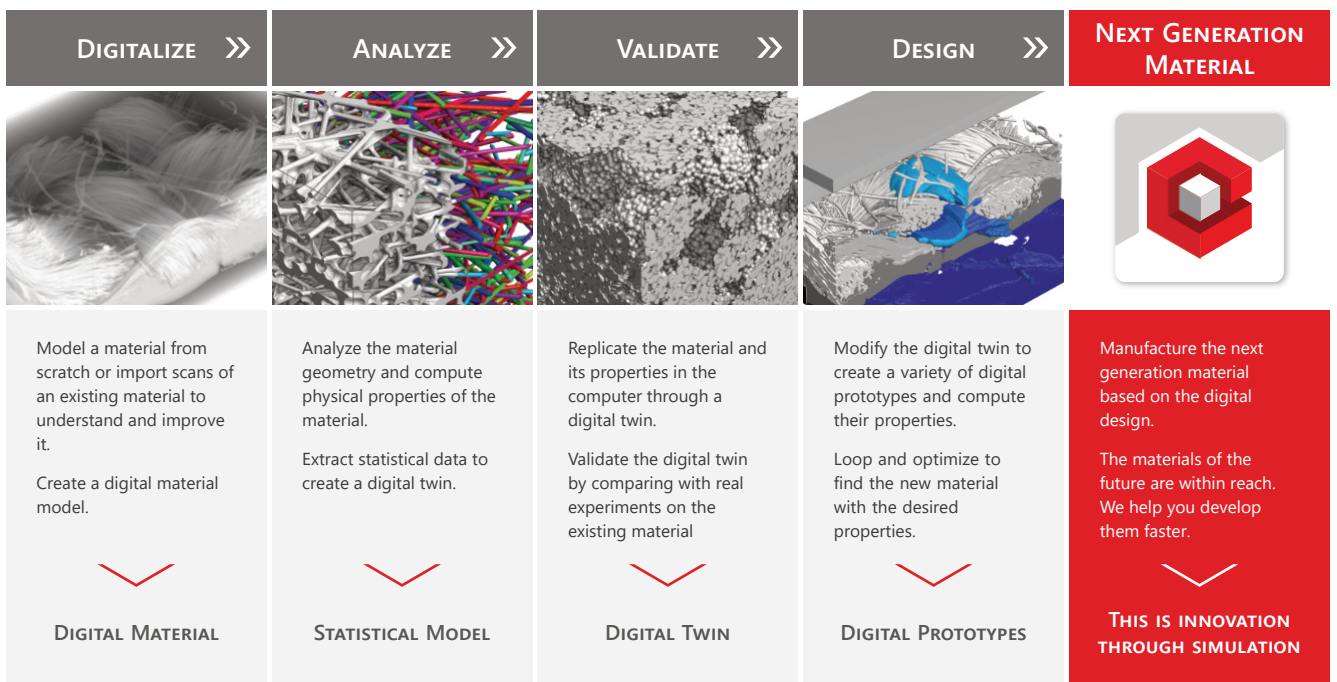 DIGITALIZE »
ANALYZE »
VALIDATE »
DESIGN »
NEXT GENERATION
MATERIAL
Model a material from
scratch or import scans of
an existing material to
understand and improve
it.
Create a digital material
model.
DIGITAL MATERIAL
Analyze the material
geometry and compute
physical properties of the
material.
Extract statistical data to
create a digital twin.
STATISTICAL MODEL
Replicate the material and
its properties in the
computer through a
digital twin.
Validate the digital twin
by comparing with real
experiments on the
existing material
DIGITAL TWIN
Modify the digital twin to
create a variety of digital
prototypes and compute
their properties.
Loop and optimize to
find the new material
with the desired
properties.
DIGITAL PROTOTYPES
Manufacture the next
generation material
based on the digital
design.
The materials of the
future are within reach.
We help you develop
them faster.
THIS IS INNOVATION
THROUGH SIMULATION